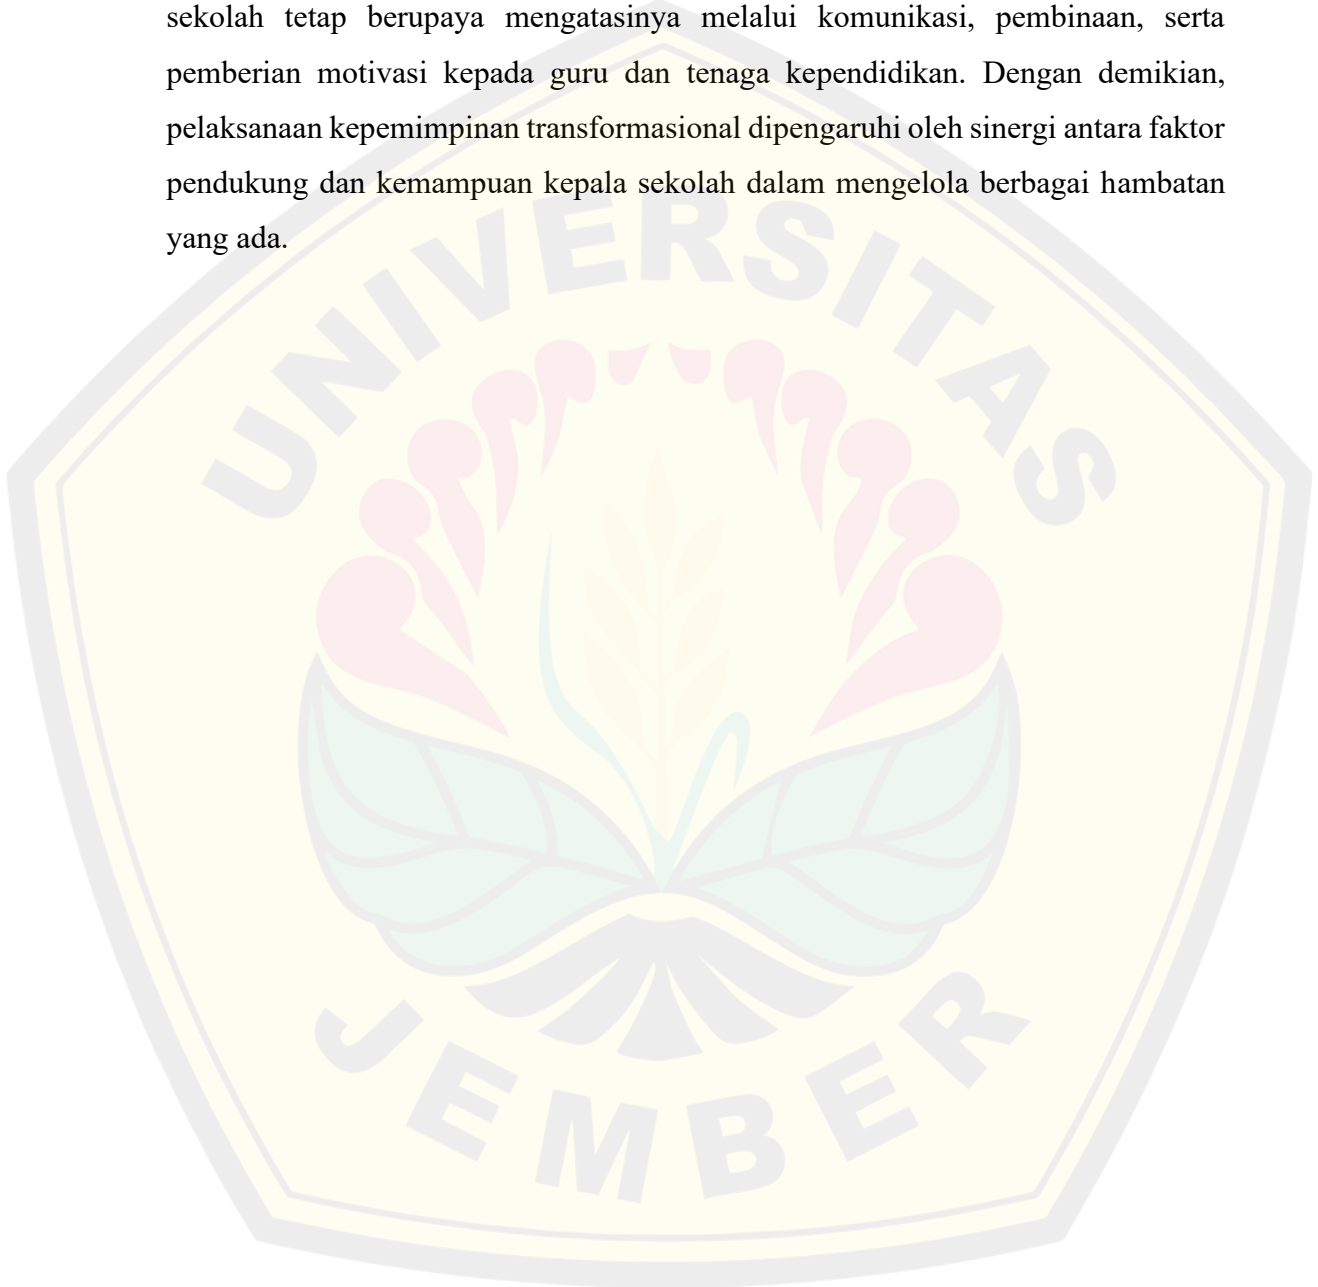 sekolah tetap berupaya mengatasinya melalui komunikasi, pembinaan, serta
pemberian motivasi kepada guru dan tenaga kependidikan. Dengan demikian,
pelaksanaan kepemimpinan transformasional dipengaruhi oleh sinergi antara faktor
pendukung dan kemampuan kepala sekolah dalam mengelola berbagai hambatan
yang ada.
UNIVERSITAS
JEMBER